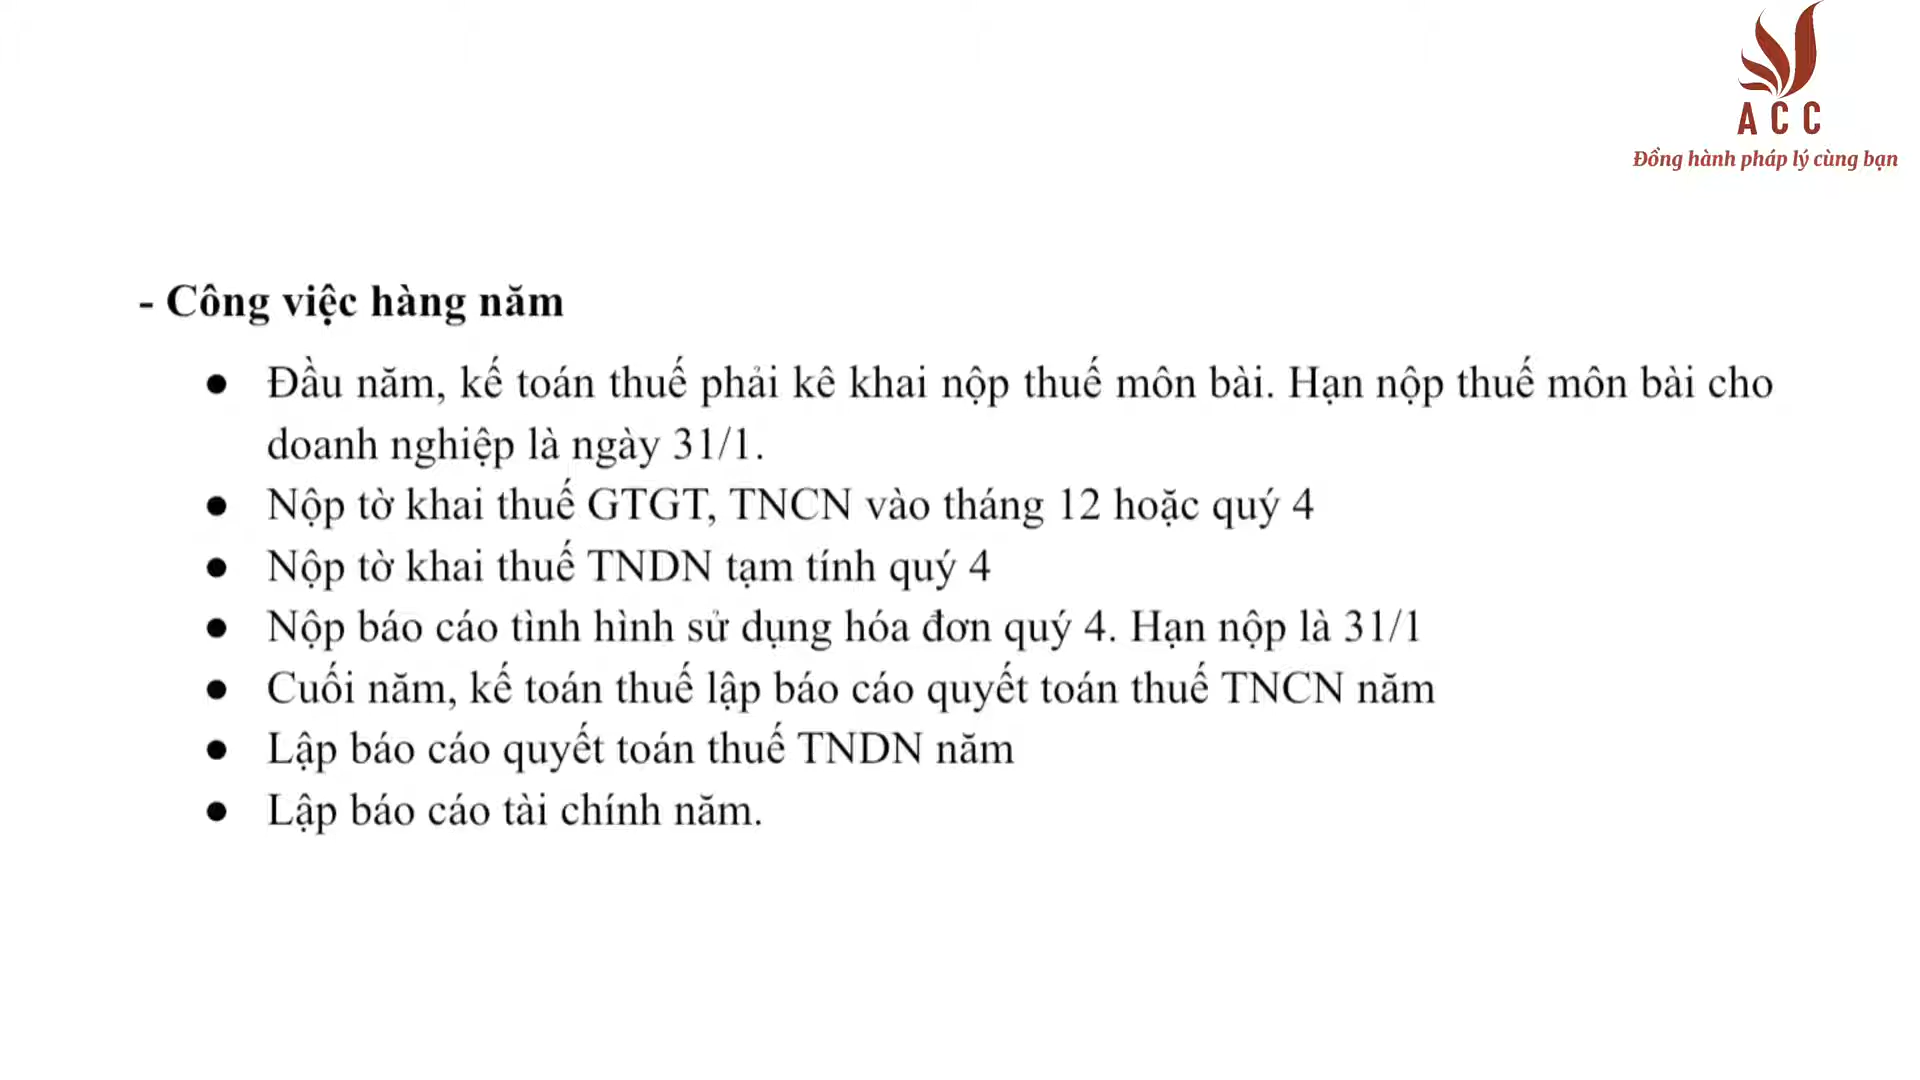 ACC
Đồng hành pháp lý cùng bạn
- Công việc hàng năm
● Đầu năm, kế toán thuế phải kê khai nộp thuế môn bài. Hạn nộp thuế môn bài cho
doanh nghiệp là ngày 31/1.
● Nộp tờ khai thuế GTGT, TNCN vào tháng 12 hoặc quý 4
● Nộp tờ khai thuế TNDN tạm tính quý 4
● Nộp báo cáo tình hình sử dụng hóa đơn quý 4. Hạn nộp là 31/1
● Cuối năm, kế toán thuế lập báo cáo quyết toán thuế TNCN năm
● Lập báo cáo quyết toán thuế TNDN năm
● Lập báo cáo tài chính năm.